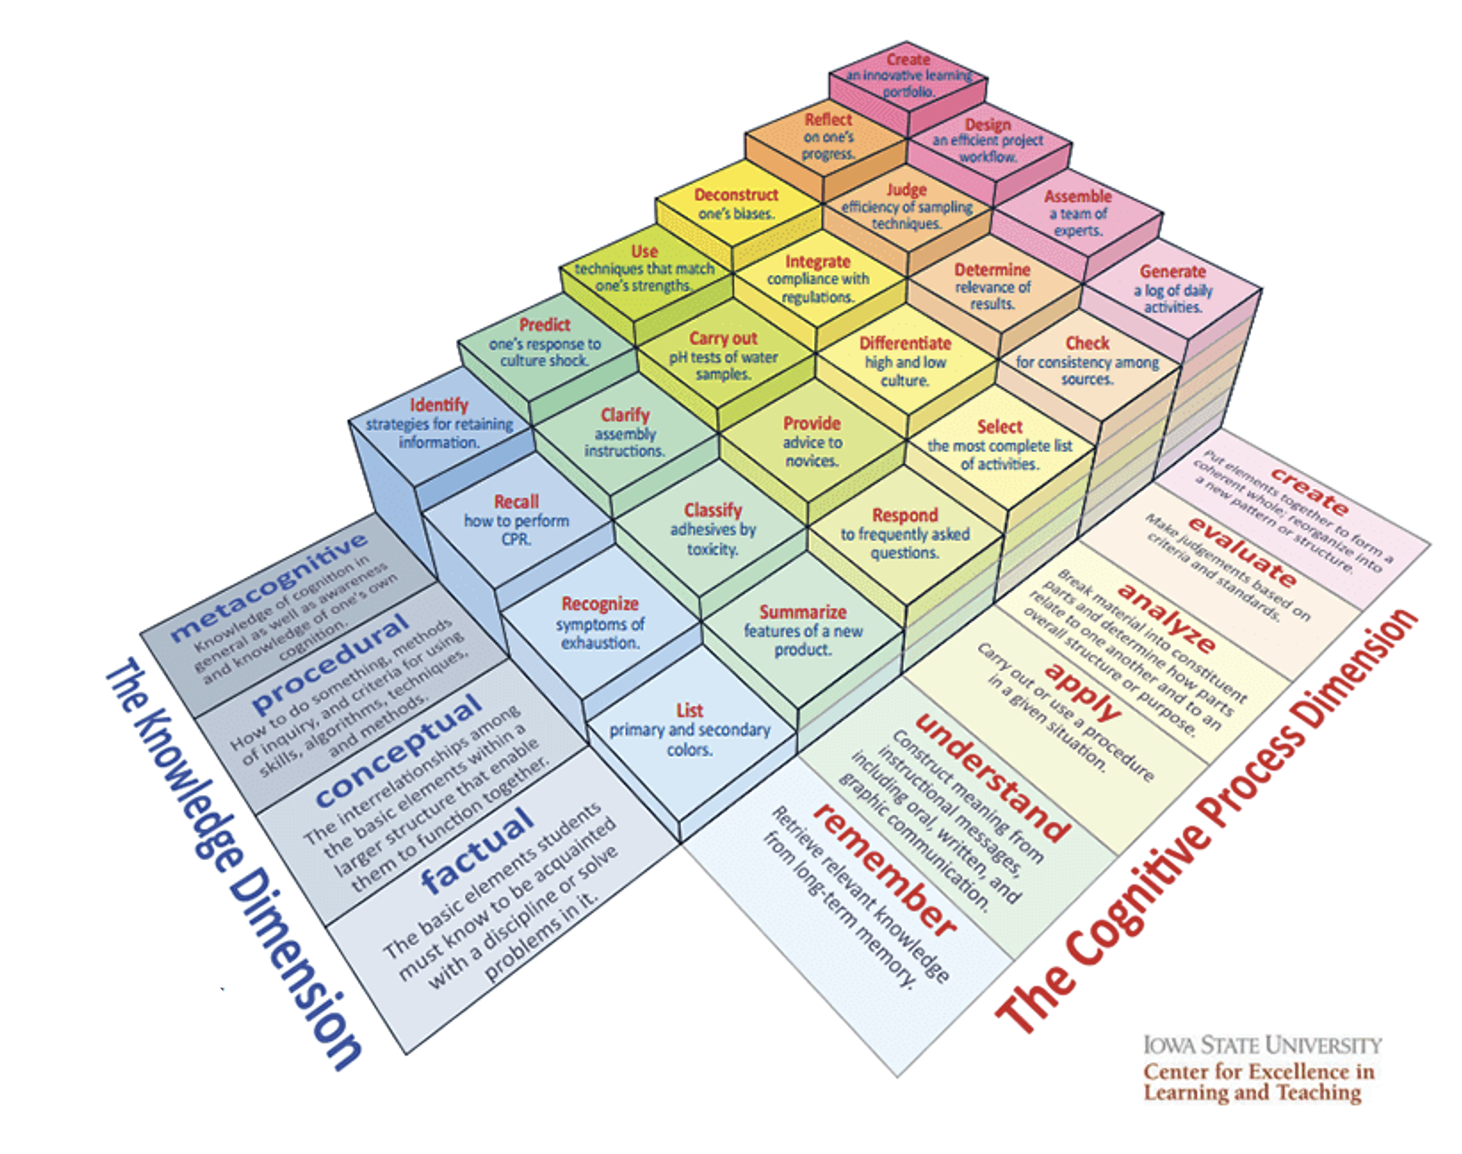 Create
an innovative learning
portfolio.
Reflect
on one's
progress.
Design
an efficient project
workflow.
Deconstruct
one's biases.
Judge
efficiency of sampling
techniques.
Assemble
a team of
experts.
Use
techniques that match
one's strengths.
Integrate
compliance with
regulations.
Determine
relevance of
results.
Generate
a log of daily
activities.
Predict
one's response to
culture shock.
Carry out
pH tests of water
samples.
Differentiate
high and low
culture.
Check
for consistency among
sources.
Identify
strategies for retaining
information.
Clarify
assembly
instructions.
Provide
advice to
novices.
Select
the most complete list
of activities.
Recall
how to perform
CPR.
Classify
adhesives by
toxicity.
Respond
to frequently asked
questions.
Recognize
symptoms of
exhaustion.
Summarize
features of a new
product.
List
primary and secondary
colors.
metacognitive
Knowledge of cognition in
general as well as awareness
and knowledge of one's own
cognition.
procedural
How to do something, methods
of inquiry, and criteria for using
skills, algorithms, techniques,
and methods.
conceptual
The interrelationships among
the basic elements within a
larger structure that enable
them to function together.
factual
The basic elements students
must know to be acquainted
with a discipline or solve
problems in it.
The Knowledge Dimension
create
Put elements together to form a
coherent whole; reorganize into
a new pattern or structure.
evaluate
Make judgements based on
criteria and standards.
analyze
Break material into constituent
parts and determine how parts
relate to one another and to an
overall structure or purpose.
apply
Carry out or use a procedure
in a given situation.
understand
Construct meaning from
instructional messages,
including oral, written, and
graphic communication.
remember
Retrieve relevant knowledge
from long-term memory.
The Cognitive Process Dimension
IOWA STATE UNIVERSITY
Center for Excellence in
Learning and Teaching